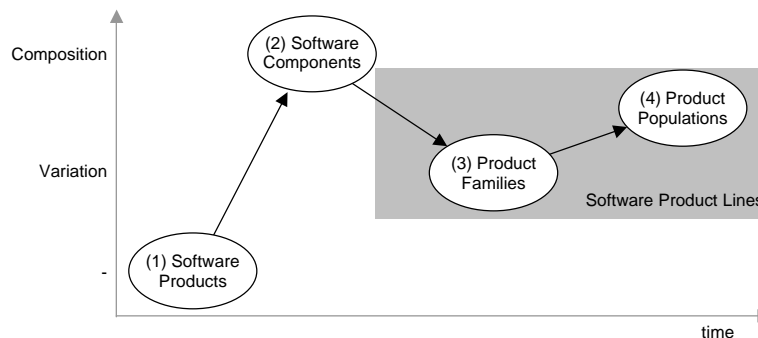 Composition
(2) Software
Components
(4) Product
Populations
Variation
(3) Product
Families
Software Product Lines
(1) Software
Products
-
time